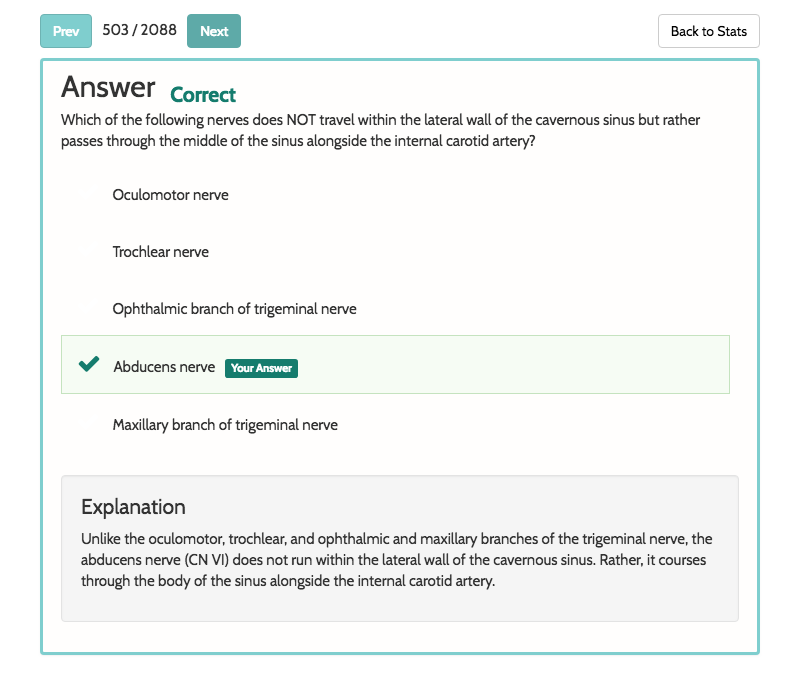 Prev 503 / 2088 Next Back to Stats
Answer Correct
Which of the following nerves does NOT travel within the lateral wall of the cavernous sinus but rather
passes through the middle of the sinus alongside the internal carotid artery?
Oculomotor nerve
Trochlear nerve
Ophthalmic branch of trigeminal nerve
Abducens nerve Your Answer
Maxillary branch of trigeminal nerve
Explanation
Unlike the oculomotor, trochlear, and ophthalmic and maxillary branches of the trigeminal nerve, the
abducens nerve (CN VI) does not run within the lateral wall of the cavernous sinus. Rather, it courses
through the body of the sinus alongside the internal carotid artery.